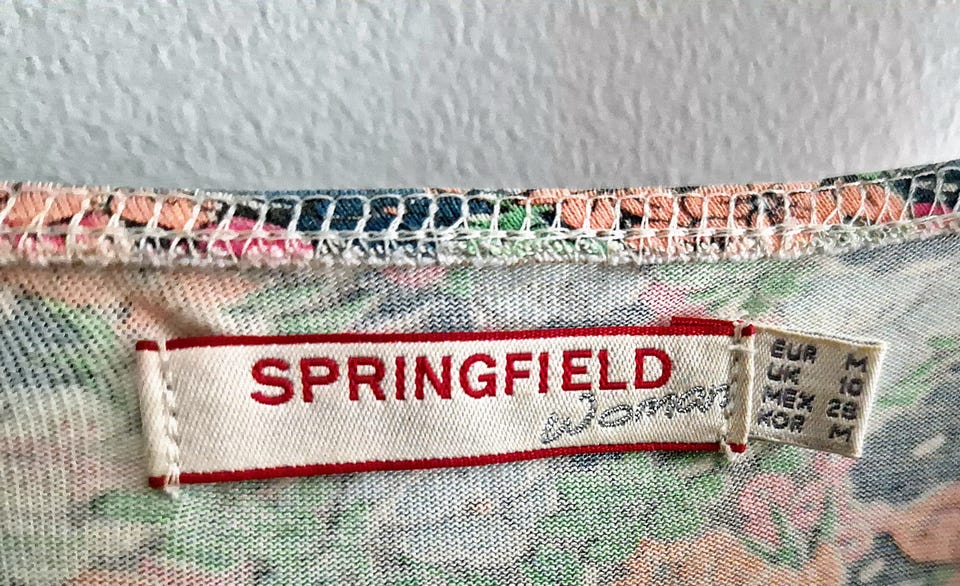 SPRINGFIELD
Woman
EUR M
UK 10
MEX 28
KOR M